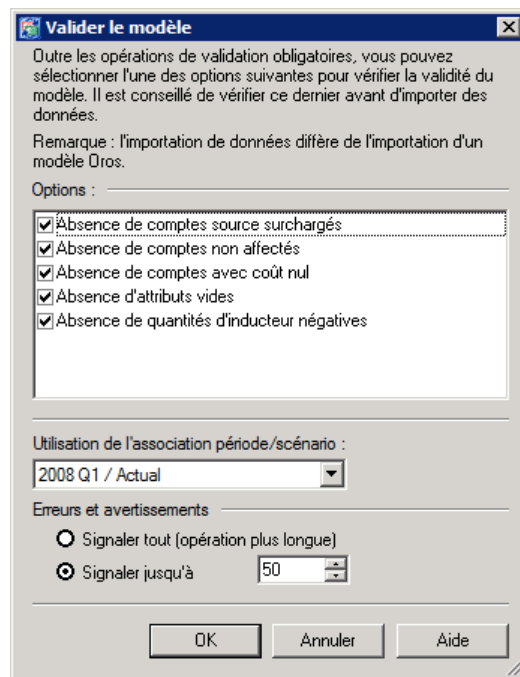 Valider le modèle
Outre les opérations de validation obligatoires, vous pouvez
sélectionner l'une des options suivantes pour vérifier la validité du
modèle. Il est conseillé de vérifier ce dernier avant d'importer des
données.
Remarque : l'importation de données diffère de l'importation d'un
modèle Oros.
Options :
Absence de comptes source surchargés
Absence de comptes non affectés
Absence de comptes avec coût nul
Absence d'attributs vides
Absence de quantités d'inducteur négatives
Utilisation de l'association période/scénario :
2008 Q1 / Actual
Erreurs et avertissements
Signaler tout (opération plus longue)
Signaler jusqu'à 50
OK Annuler Aide